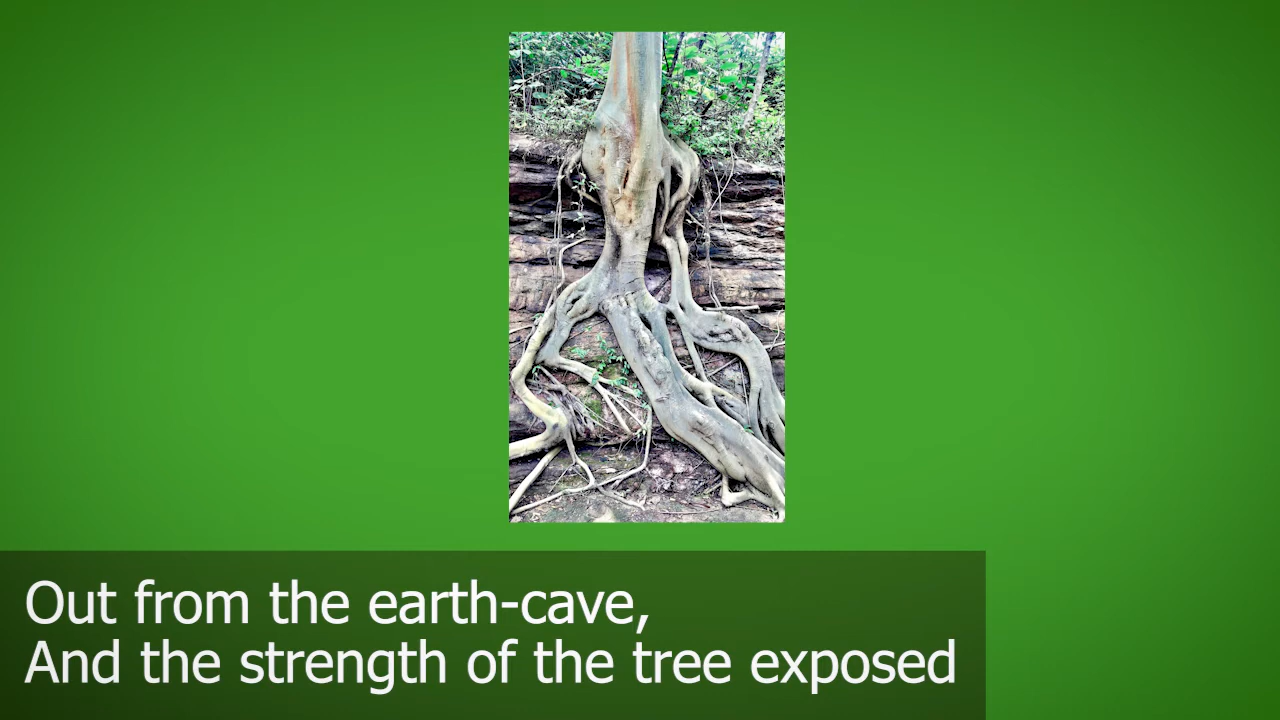 Out from the earth-cave,
And the strength of the tree exposed